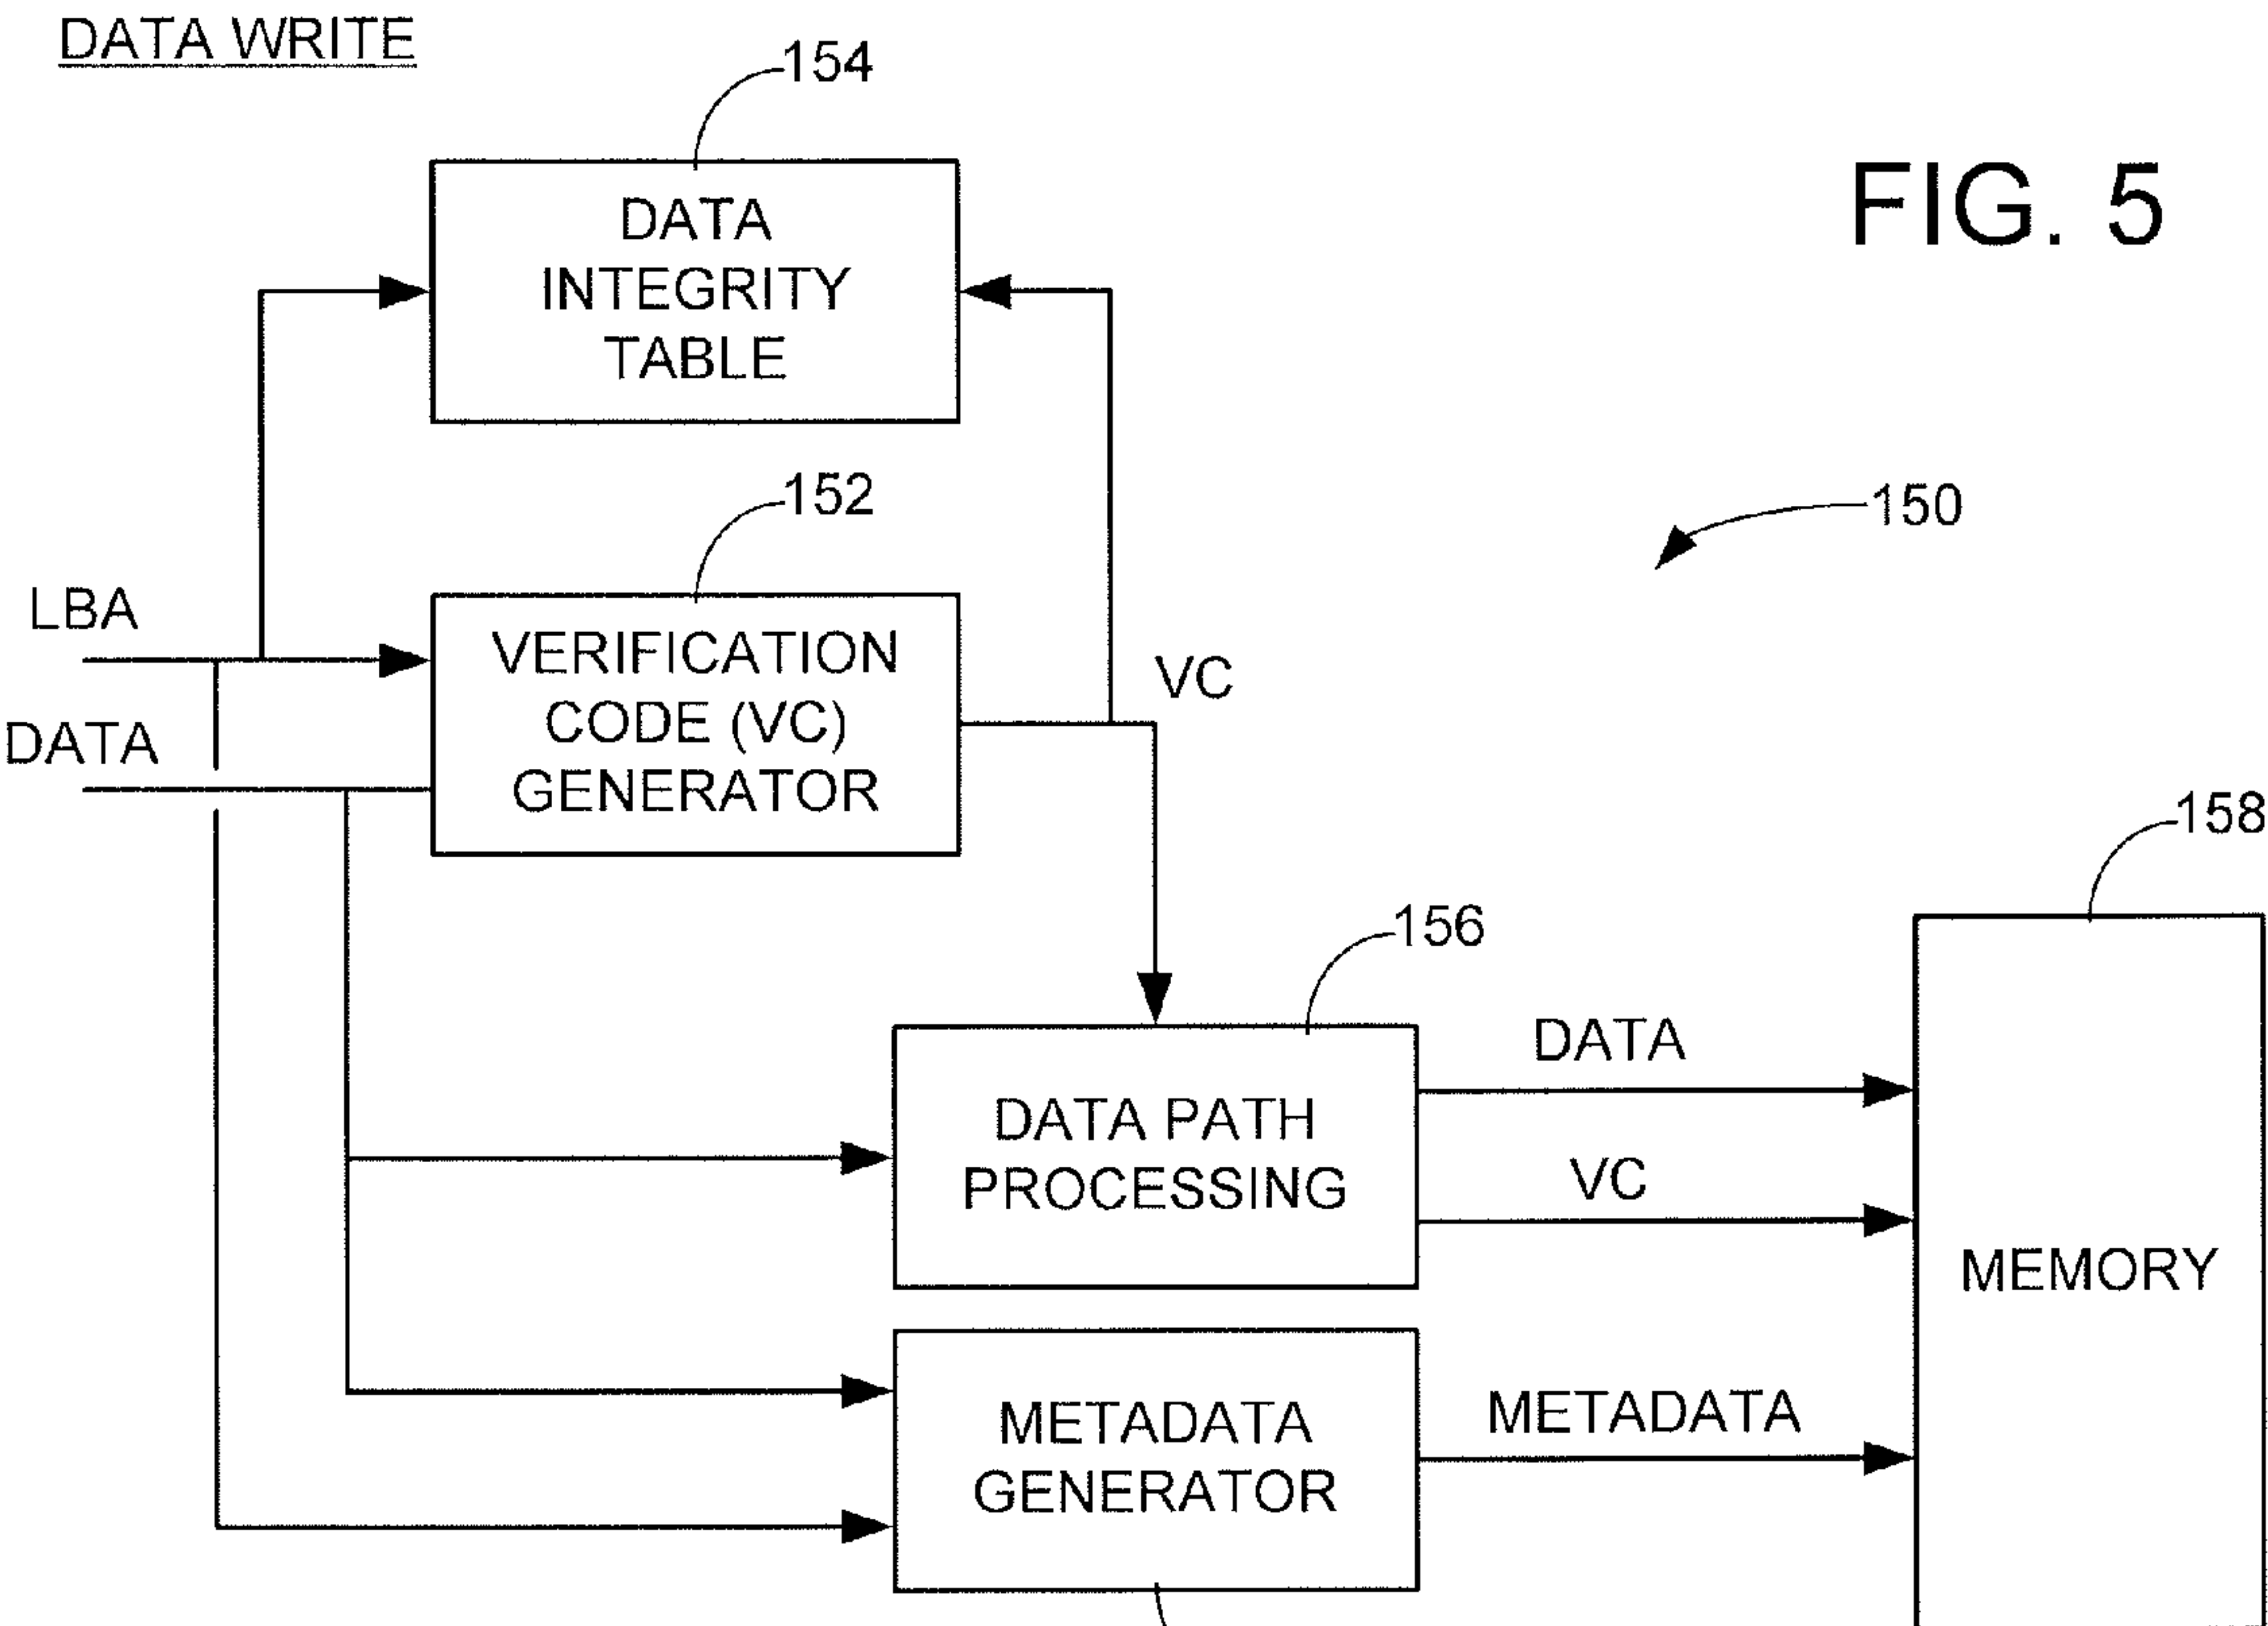 DATA WRITE
154
FIG. 5
DATA
INTEGRITY
TABLE
152
150
LBA
VERIFICATION
CODE (VC)
GENERATOR
VC
DATA
158
156
DATA
DATA PATH
PROCESSING
VC
MEMORY
METADATA
GENERATOR
METADATA